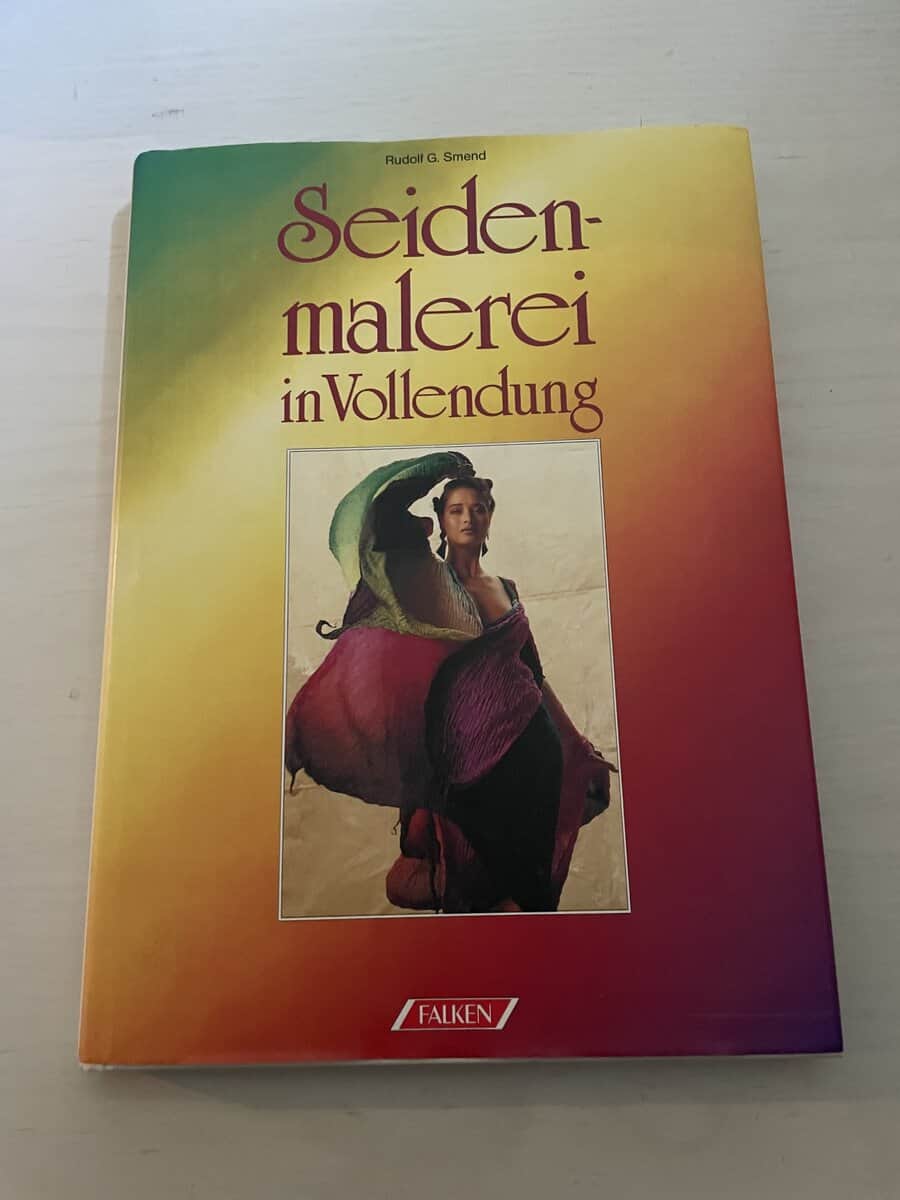 Rudolf G. Smend
Seiden-
malerei
in Vollendung
FALKEN